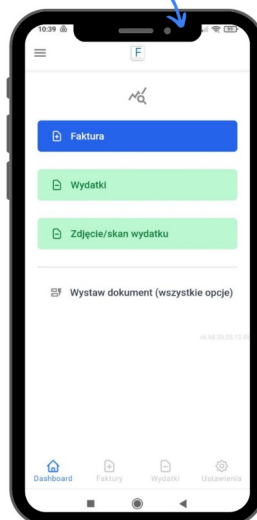 10:39
F
Faktura
Wydatki
Zdjęcie/skan wydatku
Wystaw dokument (wszystkie opcje)
Dashboard Faktury Wydatki Ustawienia